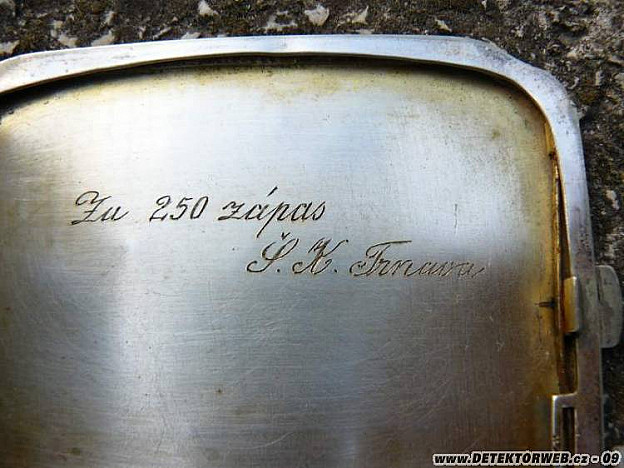 Za 250 zápas
Š. K. Trnava
www.DETEKTORWEB.cz - 09